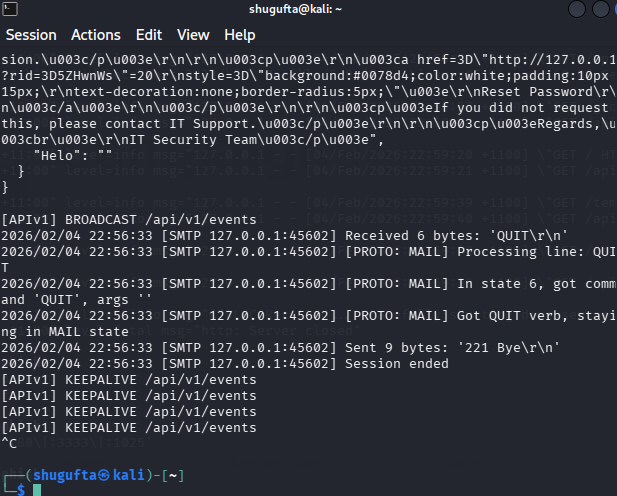 shugufta@kali: ~
Session Actions Edit View Help
sion.\u003c/p\u003e\r\n\r\n\u003cp\u003e\r\n\u003ca href=3D\"http://127.0.0.1
?rid=3D5ZHwnWs\"=20\r\nstyle=3D\"background:#0078d4;color:white;padding:10px
15px;\r\ntext-decoration:none;border-radius:5px;\"\u003e\r\nReset Password\r\
n\u003c/a\u003e\r\n\u003c/p\u003e\r\n\r\n\u003cp\u003eIf you did not request
this, please contact IT Support.\u003c/p\u003e\r\n\r\n\u003cp\u003eRegards,\u
003cbr\u003e\r\nIT Security Team\u003c/p\u003e",
"Helo": ""
}
}
[APIv1] BROADCAST /api/v1/events
2026/02/04 22:56:33 [SMTP 127.0.0.1:45602] Received 6 bytes: 'QUIT\r\n'
2026/02/04 22:56:33 [SMTP 127.0.0.1:45602] [PROTO: MAIL] Processing line: QUI
T
2026/02/04 22:56:33 [SMTP 127.0.0.1:45602] [PROTO: MAIL] In state 6, got comm
and 'QUIT', args ''
2026/02/04 22:56:33 [SMTP 127.0.0.1:45602] [PROTO: MAIL] Got QUIT verb, stayi
ng in MAIL state
2026/02/04 22:56:33 [SMTP 127.0.0.1:45602] Sent 9 bytes: '221 Bye\r\n'
2026/02/04 22:56:33 [SMTP 127.0.0.1:45602] Session ended
[APIv1] KEEPALIVE /api/v1/events
[APIv1] KEEPALIVE /api/v1/events
[APIv1] KEEPALIVE /api/v1/events
[APIv1] KEEPALIVE /api/v1/events
^C
┌──(shugufta㉿kali)-[~]
└─$